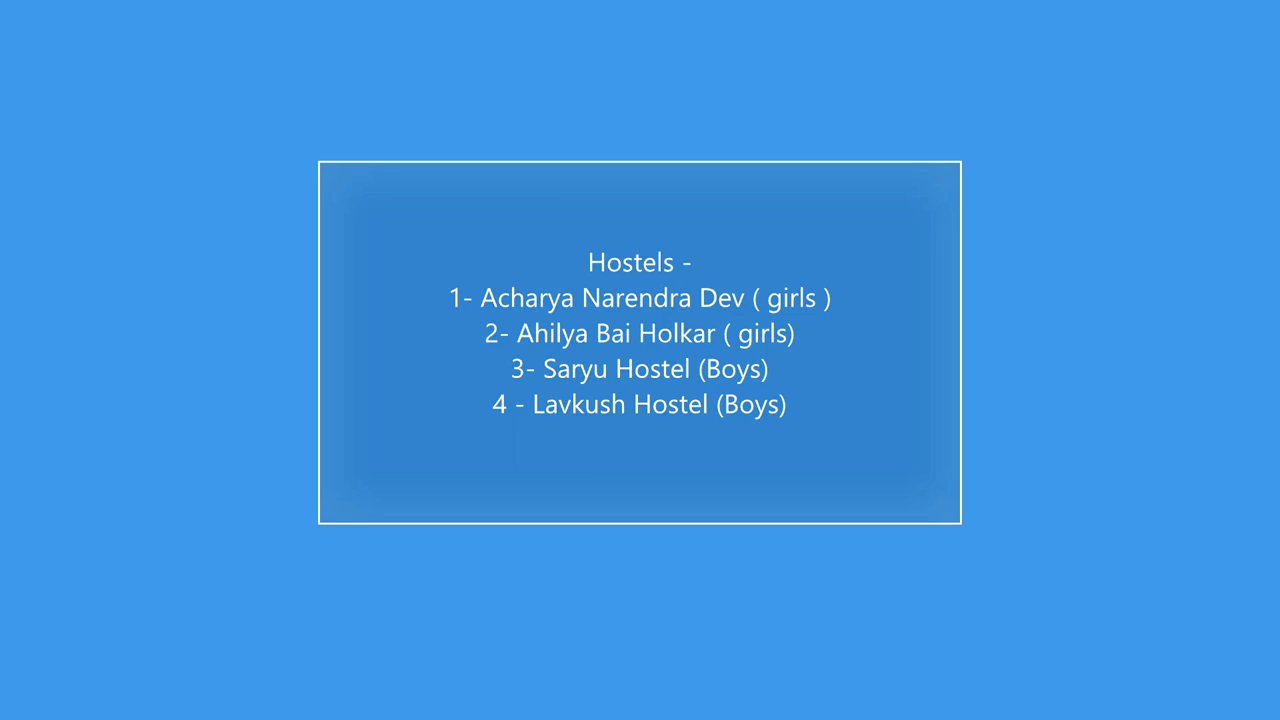 Hostels -
1- Acharya Narendra Dev ( girls )
2- Ahilya Bai Holkar ( girls)
3- Saryu Hostel (Boys)
4 - Lavkush Hostel (Boys)